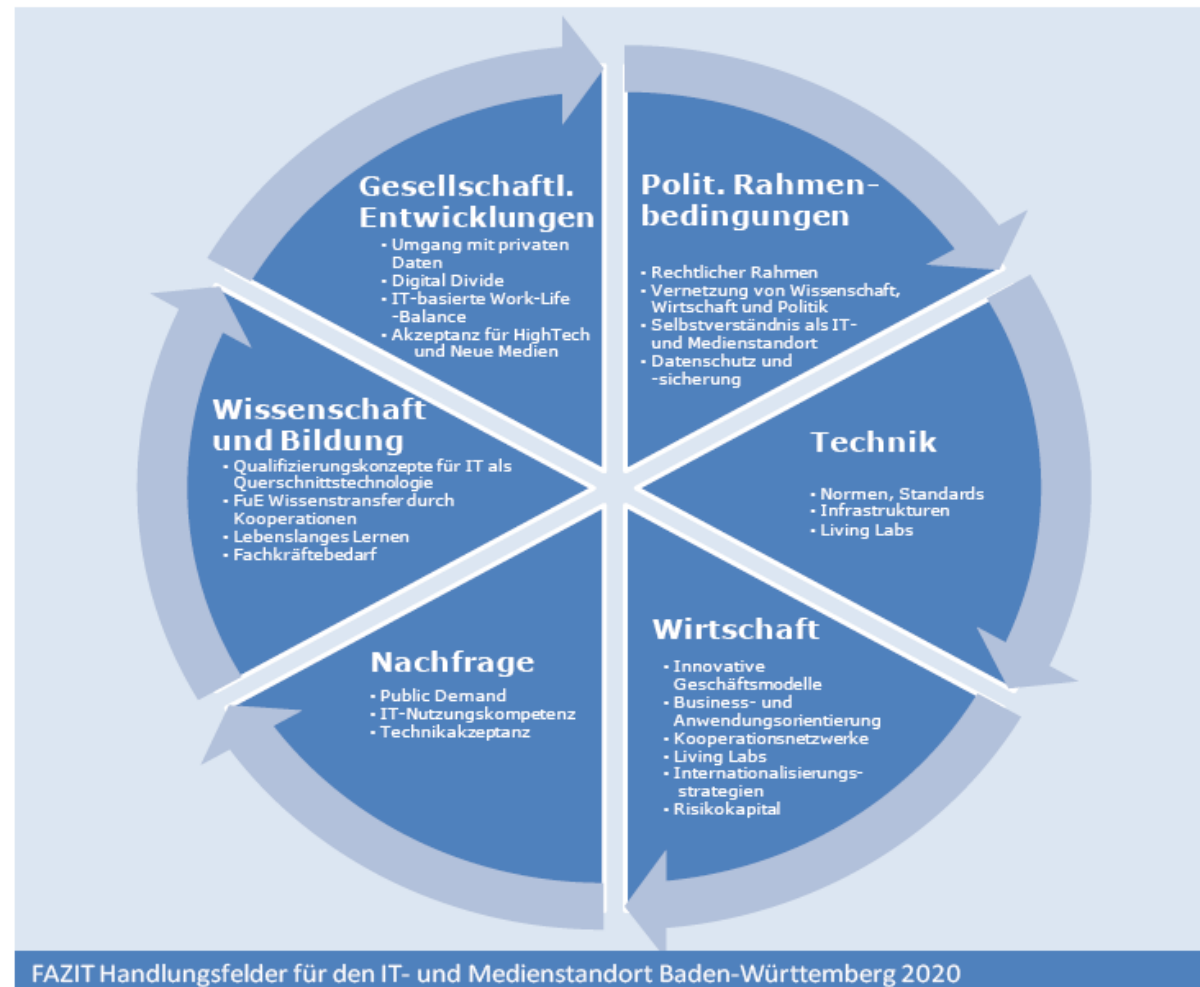 Gesellschaftl.
Entwicklungen
• Umgang mit privaten
Daten
• Digital Divide
• IT-basierte Work-Life
-Balance
• Akzeptanz für HighTech
und Neue Medien
Polit. Rahmen-
bedingungen
• Rechtlicher Rahmen
• Vernetzung von Wissenschaft,
Wirtschaft und Politik
• Selbstverständnis als IT-
und Medienstandort
• Datenschutz und
-sicherung
Technik
• Normen, Standards
• Infrastrukturen
• Living Labs
Wirtschaft
• Innovative
Geschäftsmodelle
• Business- und
Anwendungsorientierung
• Kooperationsnetzwerke
• Living Labs
• Internationalisierungs-
strategien
• Risikokapital
Nachfrage
• Public Demand
• IT-Nutzungskompetenz
• Technikakzeptanz
Wissenschaft
und Bildung
• Qualifizierungskonzepte für IT als
Querschnittstechnologie
• FuE Wissenstransfer durch
Kooperationen
• Lebenslanges Lernen
• Fachkräftebedarf
FAZIT Handlungsfelder für den IT- und Medienstandort Baden-Württemberg 2020